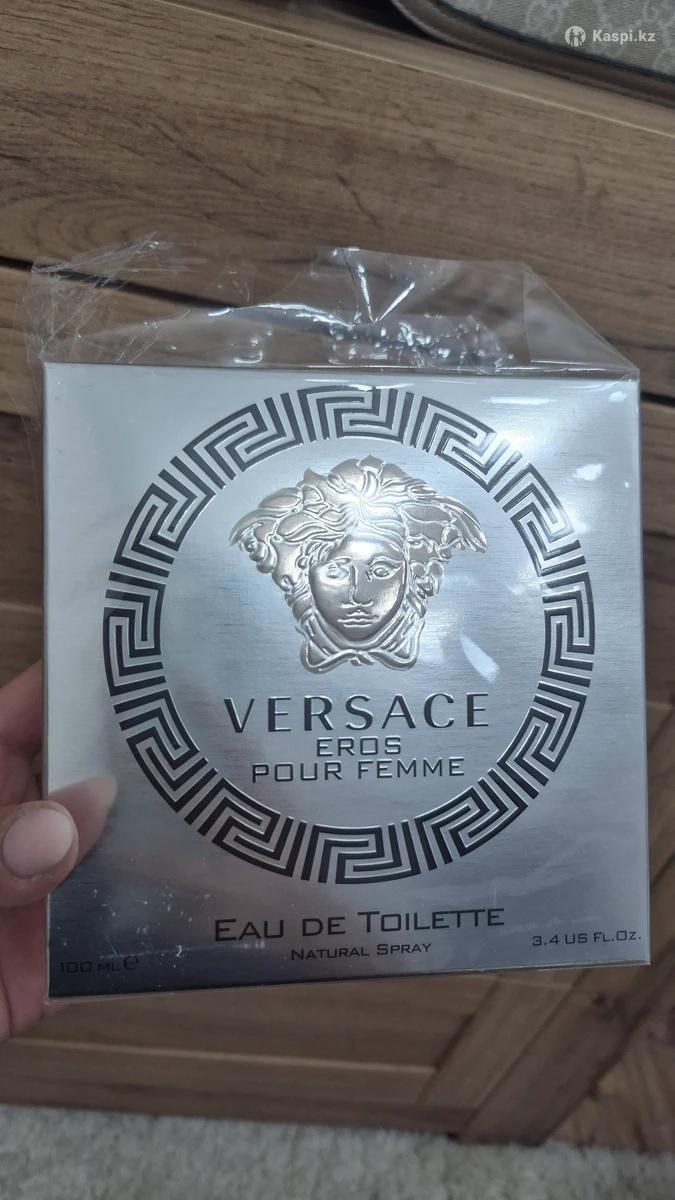 Kaspi.kz
VERSACE
EROS
POUR FEMME
EAU DE TOILETTE
NATURAL SPRAY
100 ML e
3.4 US FL.OZ.